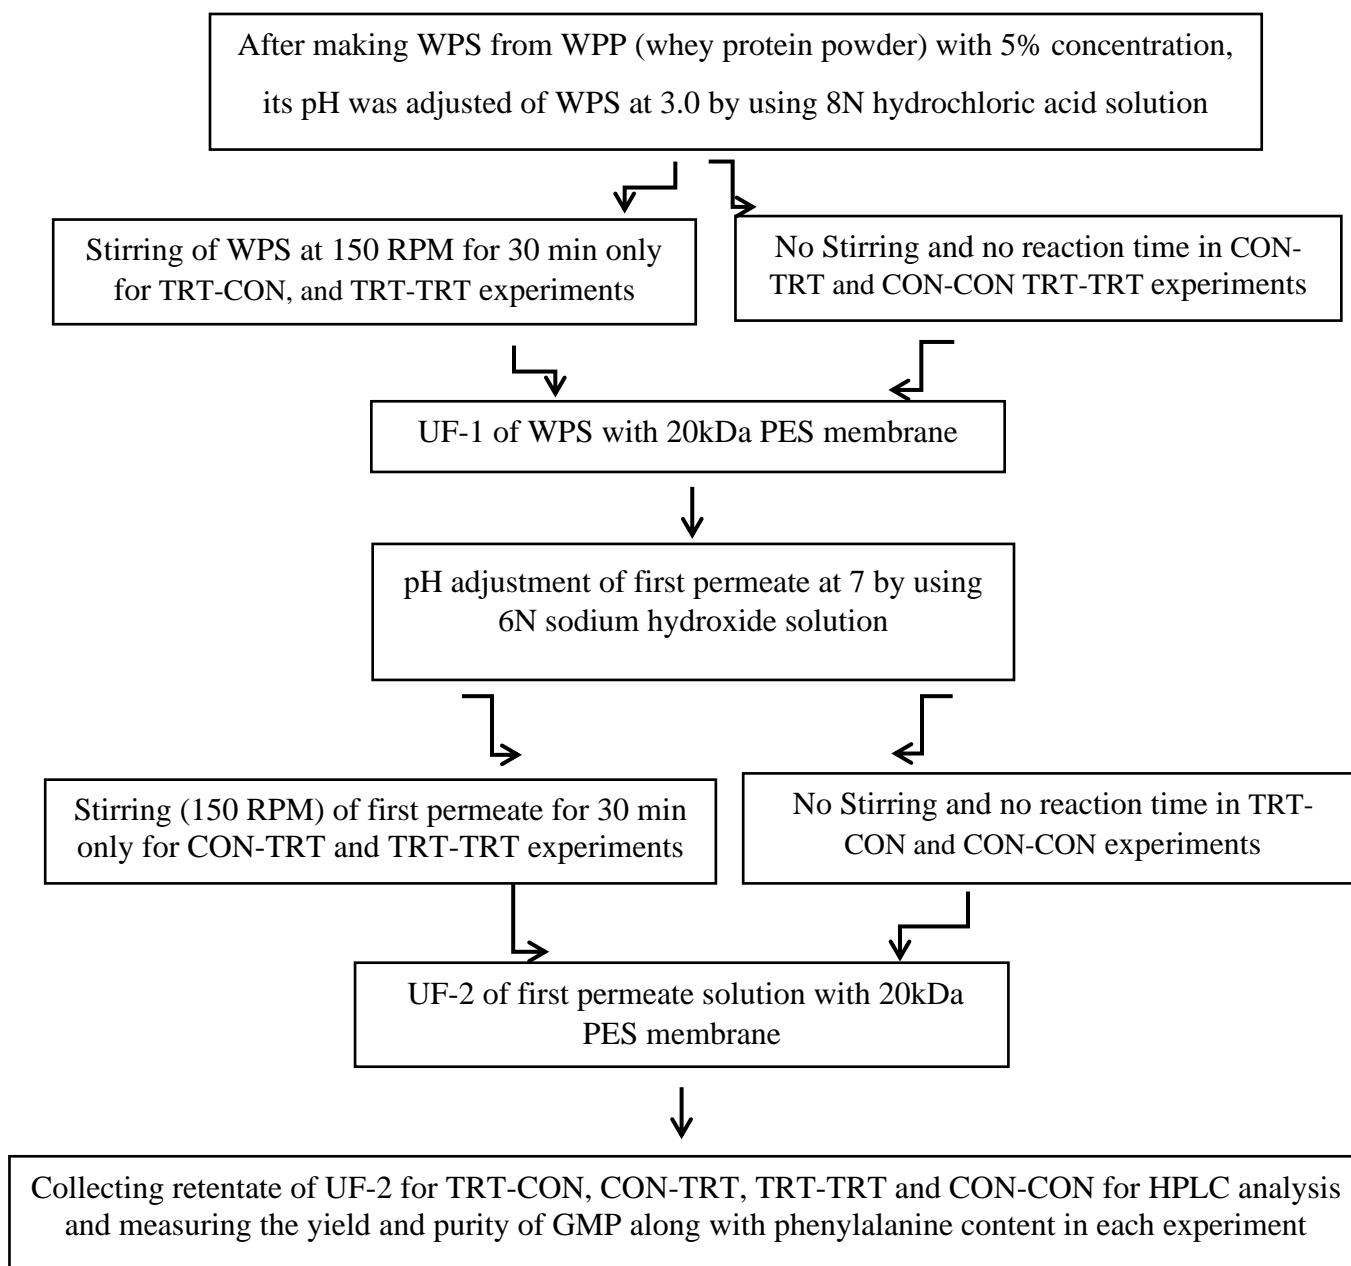 After making WPS from WPP (whey protein powder) with 5% concentration,
its pH was adjusted of WPS at 3.0 by using 8N hydrochloric acid solution
Stirring of WPS at 150 RPM for 30 min only
for TRT-CON, and TRT-TRT experiments
No Stirring and no reaction time in CON-
TRT and CON-CON TRT-TRT experiments
UF-1 of WPS with 20kDa PES membrane
pH adjustment of first permeate at 7 by using
6N sodium hydroxide solution
Stirring (150 RPM) of first permeate for 30 min
only for CON-TRT and TRT-TRT experiments
No Stirring and no reaction time in TRT-
CON and CON-CON experiments
UF-2 of first permeate solution with 20kDa
PES membrane
Collecting retentate of UF-2 for TRT-CON, CON-TRT, TRT-TRT and CON-CON for HPLC analysis
and measuring the yield and purity of GMP along with phenylalanine content in each experiment